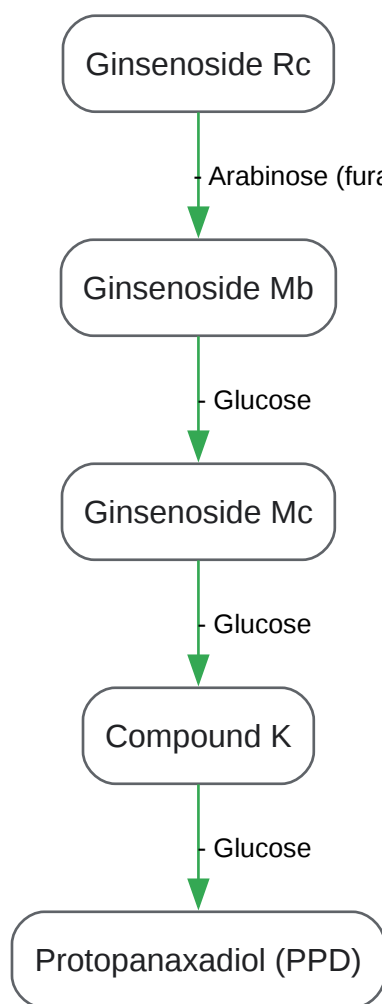 Ginsenoside Rc
- Arabinose (fura
Ginsenoside Mb
- Glucose
Ginsenoside Mc
- Glucose
Compound K
- Glucose
Protopanaxadiol (PPD)